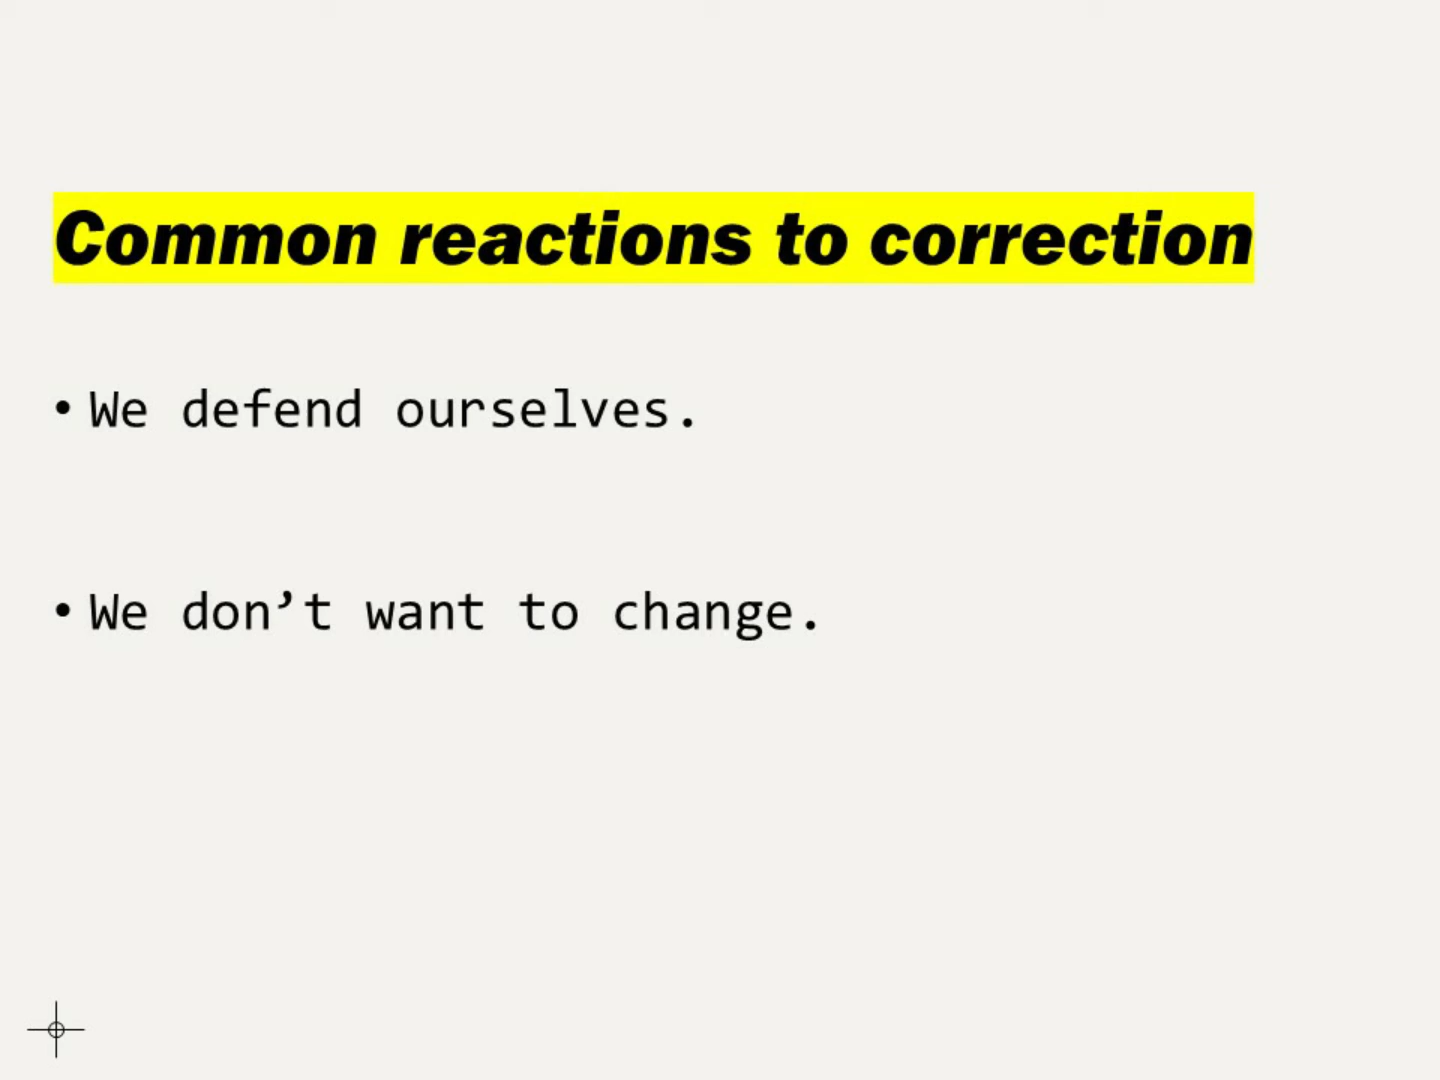 Common reactions to correction
• We defend ourselves.
• We don’t want to change.